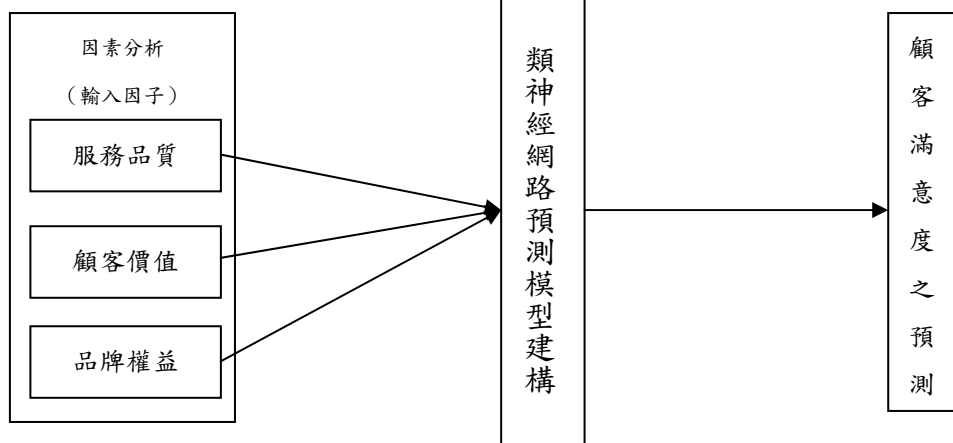 因素分析
（輸入因子）
服務品質
顧客價值
品牌權益
類神經網路預測模型建構
顧客滿意度之預測